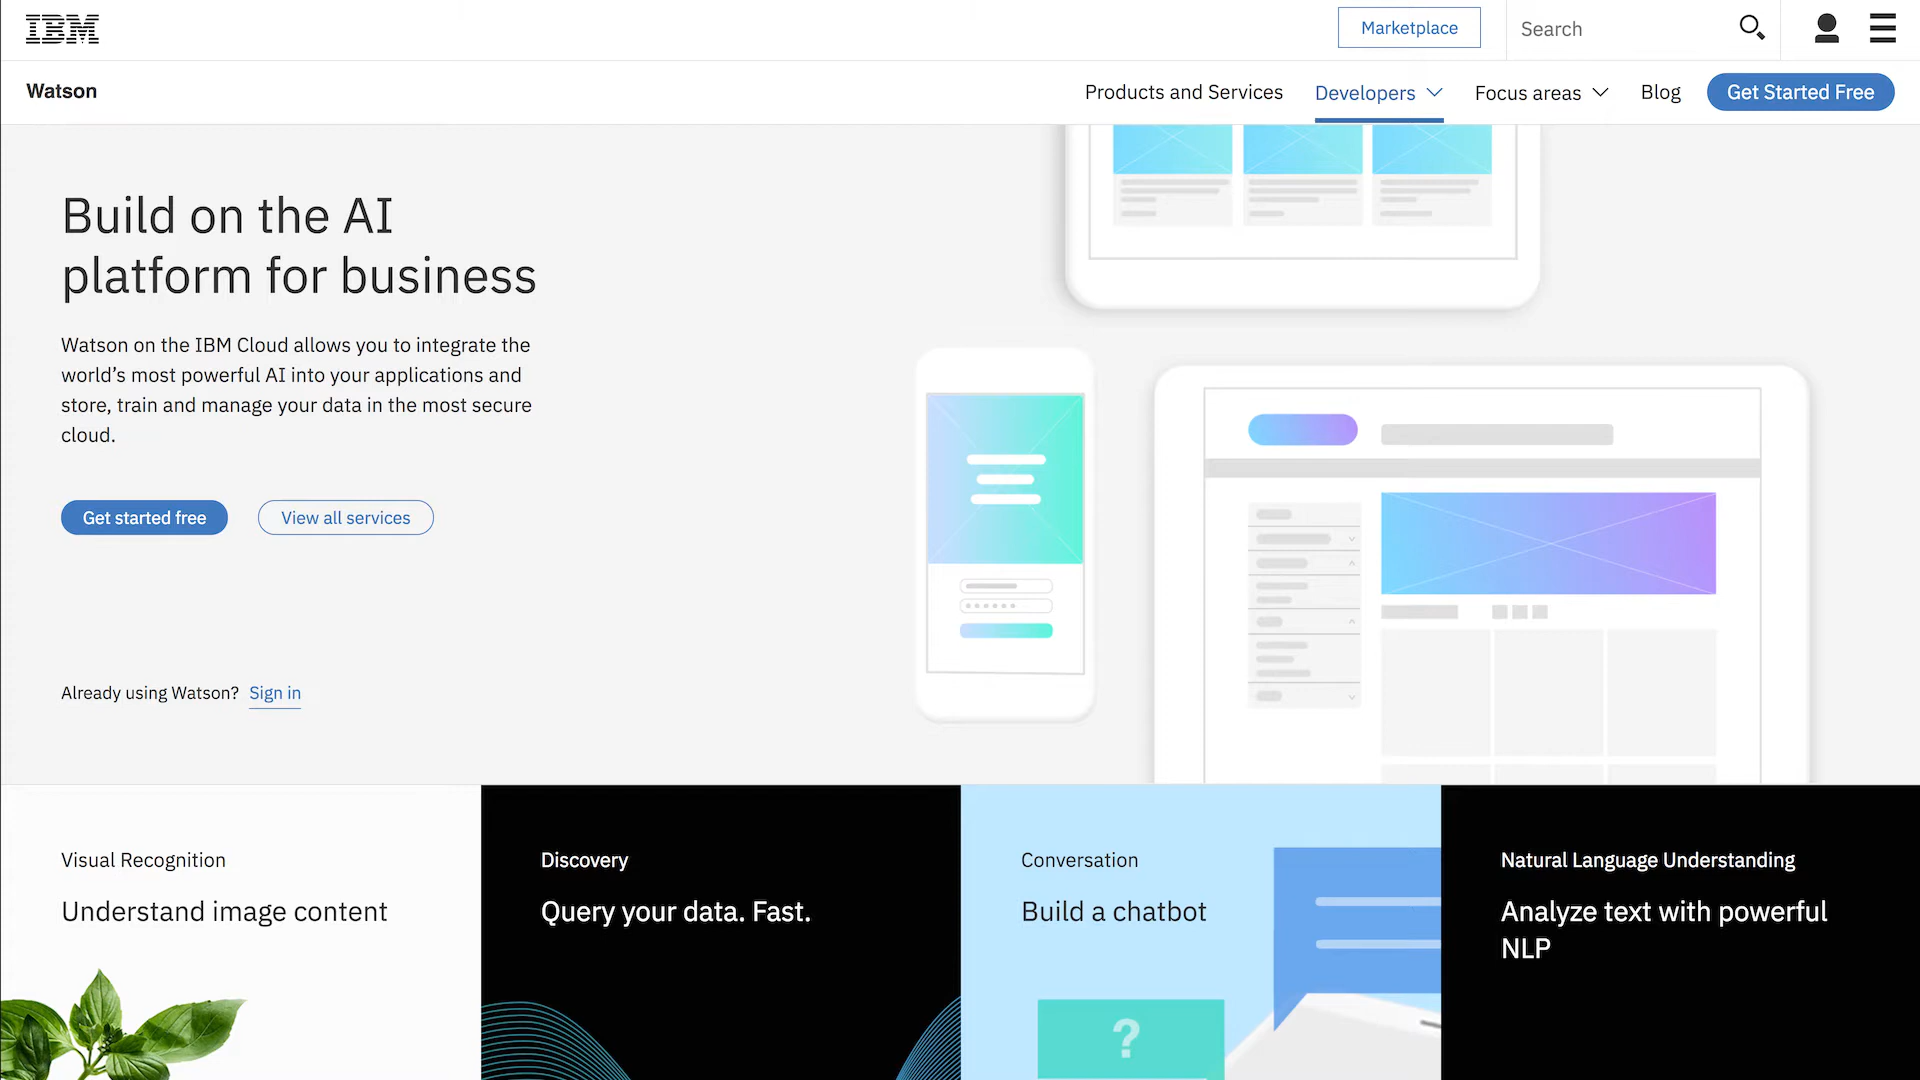 IBM
Marketplace
Search
Watson
Products and Services
Developers
Focus areas
Blog
Get Started Free
Build on the AI
platform for business
Watson on the IBM Cloud allows you to integrate the
world’s most powerful AI into your applications and
store, train and manage your data in the most secure
cloud.
Get started free
View all services
Already using Watson? Sign in
Visual Recognition
Understand image content
Discovery
Query your data. Fast.
Conversation
Build a chatbot
?
Natural Language Understanding
Analyze text with powerful
NLP